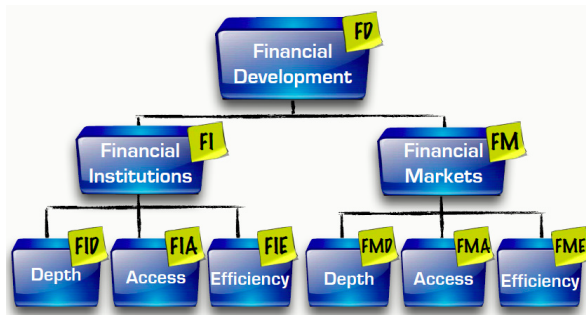 FD
Financial
Development
FI
Financial
Institutions
FM
Financial
Markets
FID
Depth
FIA
Access
FIE
Efficiency
FMD
Depth
FMA
Access
FME
Efficiency